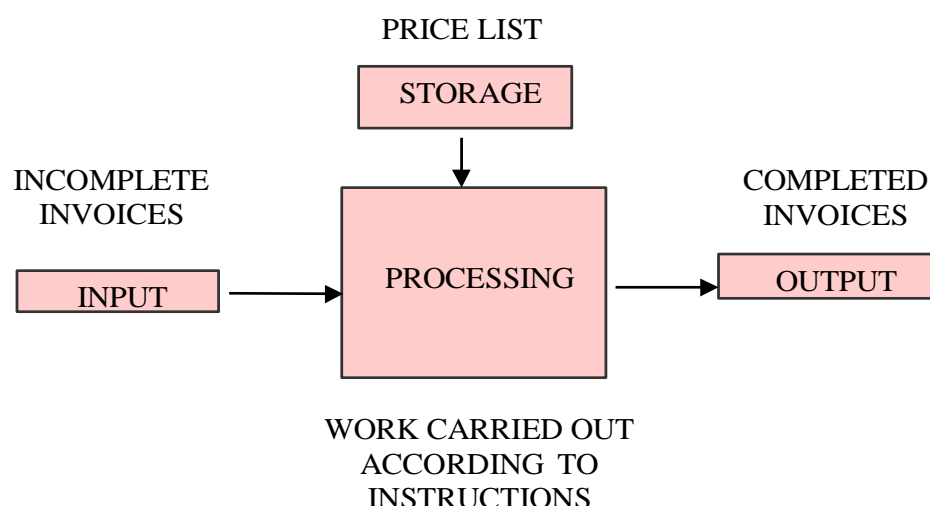 PRICE LIST
STORAGE
INCOMPLETE
INVOICES
INPUT
PROCESSING
COMPLETED
INVOICES
OUTPUT
WORK CARRIED OUT
ACCORDING TO
INSTRUCTIONS